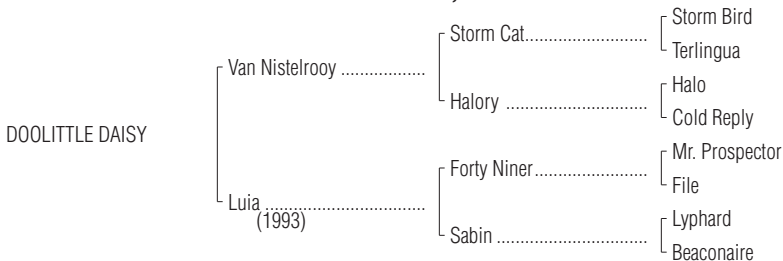 Storm Bird
Storm Cat..........................
Terlingua
Van Nistelrooy ..................
Halo
Halory ..............................
Cold Reply
DOOLITTLE DAISY
Mr. Prospector
Forty Niner........................
File
Luia ..................................
(1993)
Lyphard
Sabin ................................
Beaconaire